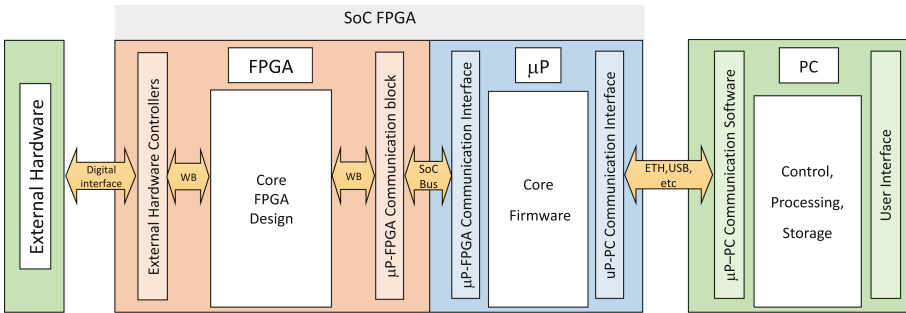 SoC FPGA
External Hardware
Digital
interface
FPGA
External Hardware Controllers
WB
Core
FPGA
Design
WB
μP-FPGA Communication block
SoC
Bus
μP
μP-FPGA Communication Interface
Core
Firmware
uP-PC Communication Interface
ETH,USB,
etc
PC
μP–PC Communication Software
Control,
Processing,
Storage
User Interface